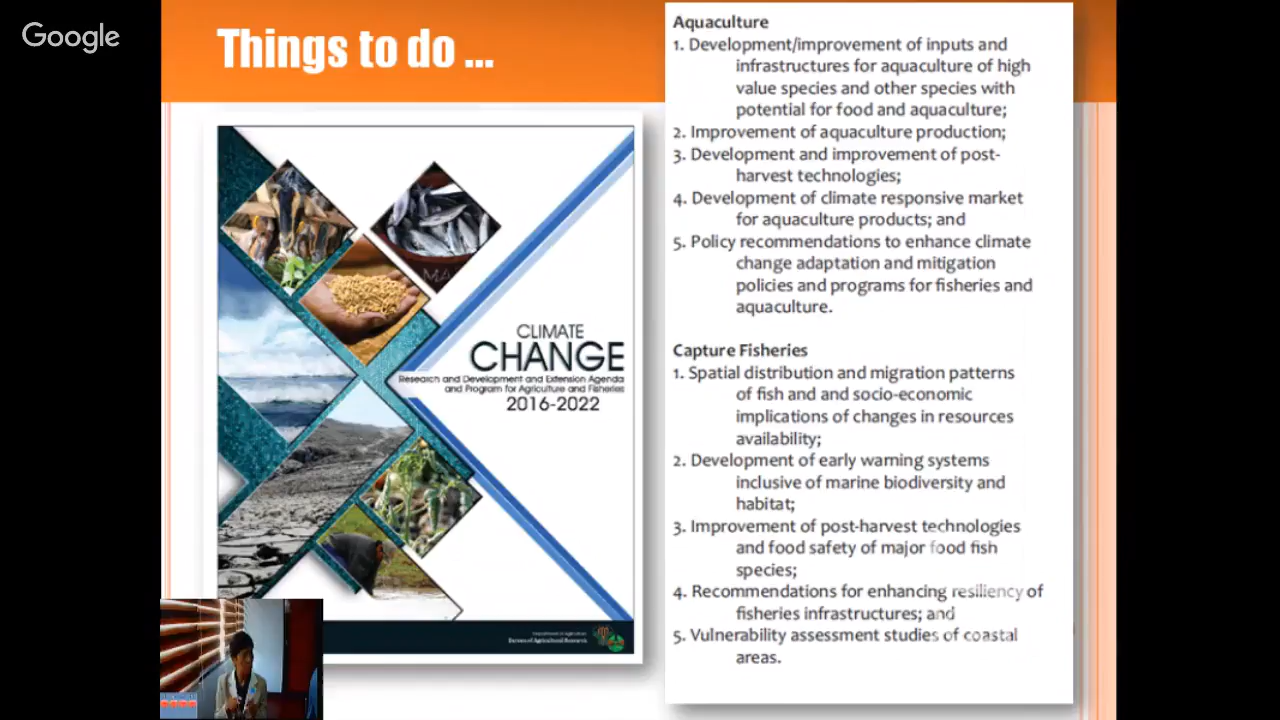 Google
Things to do ...
CLIMATE
CHANGE
Research and Development and Extension Agenda
and Program for Agriculture and Fisheries
2016-2022
Department of Agriculture
Bureau of Agricultural Research
Aquaculture
1. Development/improvement of inputs and
infrastructures for aquaculture of high
value species and other species with
potential for food and aquaculture;
2. Improvement of aquaculture production;
3. Development and improvement of post-
harvest technologies;
4. Development of climate responsive market
for aquaculture products; and
5. Policy recommendations to enhance climate
change adaptation and mitigation
policies and programs for fisheries and
aquaculture.
Capture Fisheries
1. Spatial distribution and migration patterns
of fish and and socio-economic
implications of changes in resources
availability;
2. Development of early warning systems
inclusive of marine biodiversity and
habitat;
3. Improvement of post-harvest technologies
and food safety of major food fish
species;
4. Recommendations for enhancing resiliency of
fisheries infrastructures; and
5. Vulnerability assessment studies of coastal
areas.